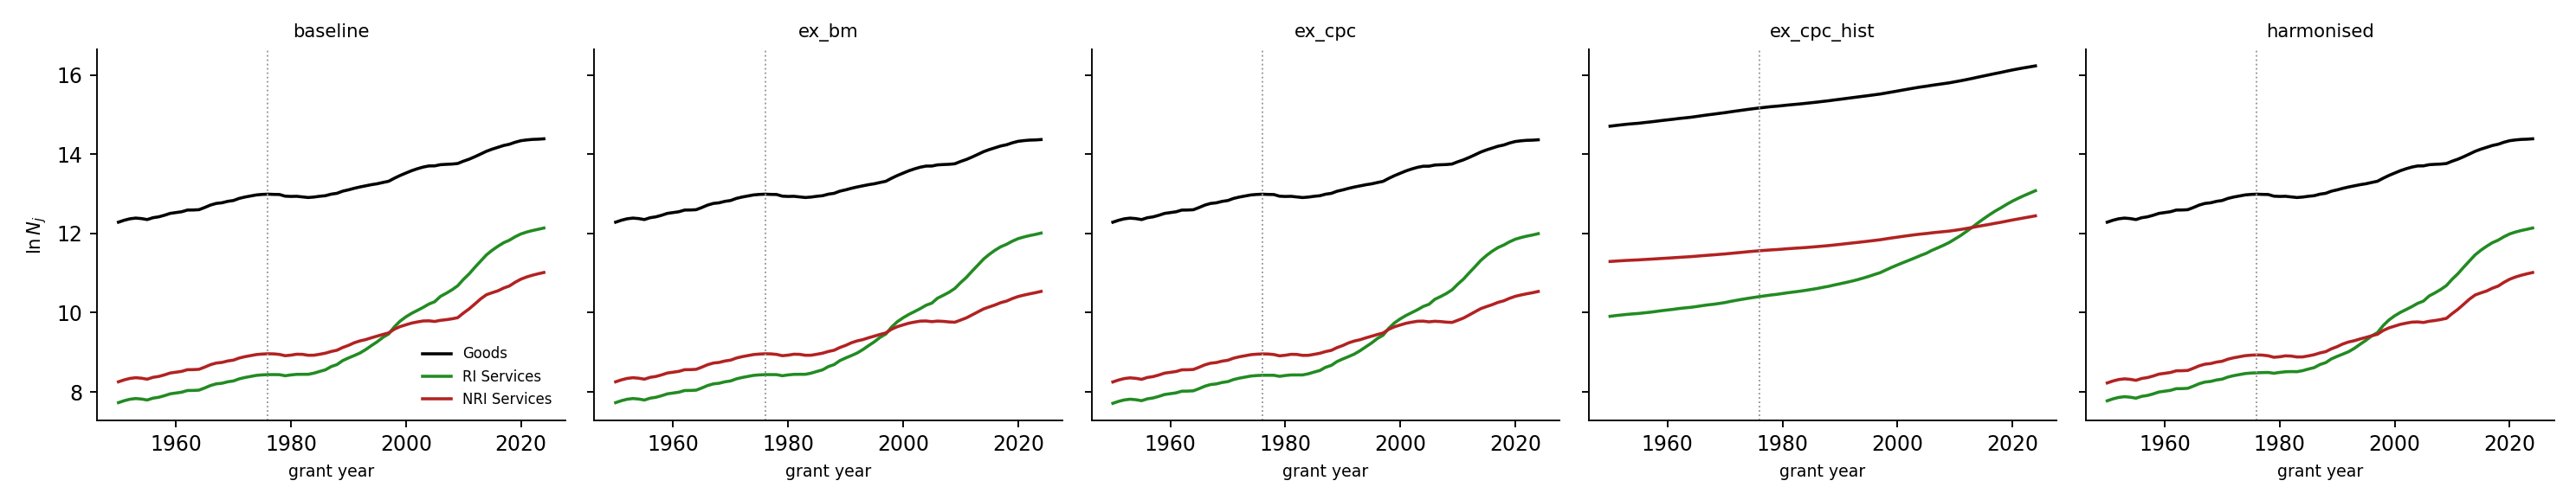 baseline
ex_bm
ex_cpc
ex_cpc_hist
harmonised
ln N_j
16
14
12
10
8
Goods
RI Services
NRI Services
1960 1980 2000 2020
1960 1980 2000 2020
1960 1980 2000 2020
1960 1980 2000 2020
1960 1980 2000 2020
grant year
grant year
grant year
grant year
grant year